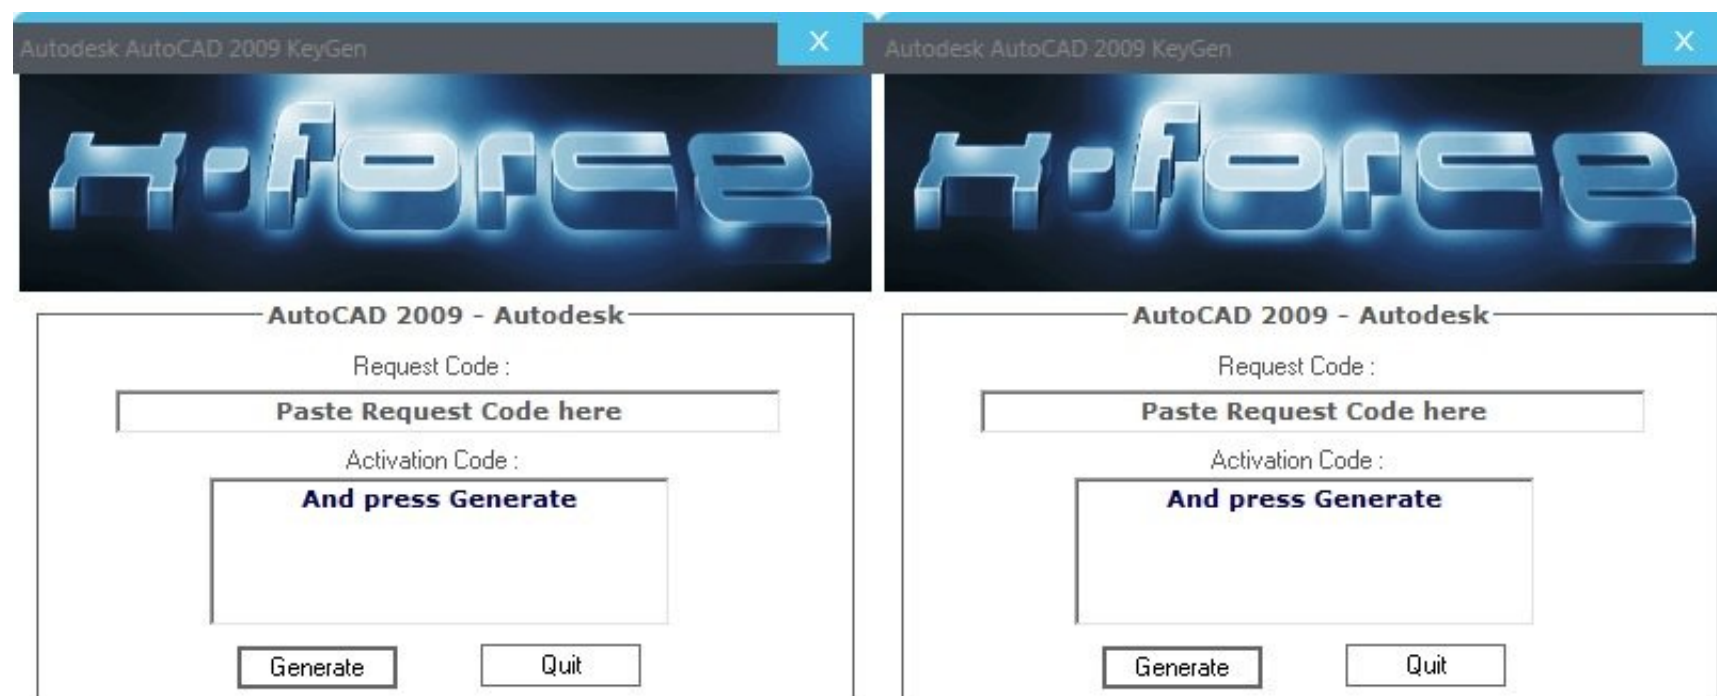 Autodesk AutoCAD 2009 KeyGen X
x-force
AutoCAD 2009 - Autodesk
Request Code :
Paste Request Code here
Activation Code :
And press Generate
Generate Quit
Autodesk AutoCAD 2009 KeyGen X
x-force
AutoCAD 2009 - Autodesk
Request Code :
Paste Request Code here
Activation Code :
And press Generate
Generate Quit